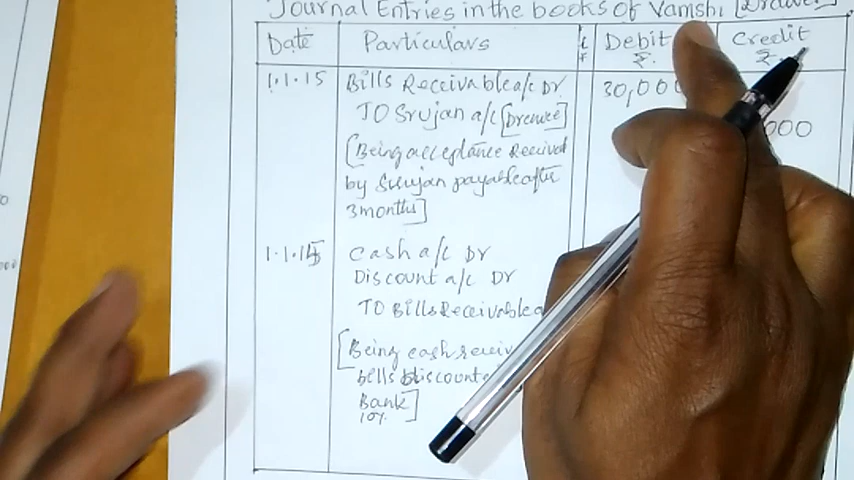 Journal Entries in the books of Vamshi [Drawer]
Date Particulars L F Debit ₹. Credit ₹.
1.1.15 Bills Receivable a/c Dr 30,000
TO Srujan a/c [Drawee] 000
[Being acceptance Received
by Srujan payable after
3 months]
1.1.15 Cash a/c Dr
Discount a/c Dr
TO Bills Receivable a
[Being cash receiv
bills discounte
Bank]
10%